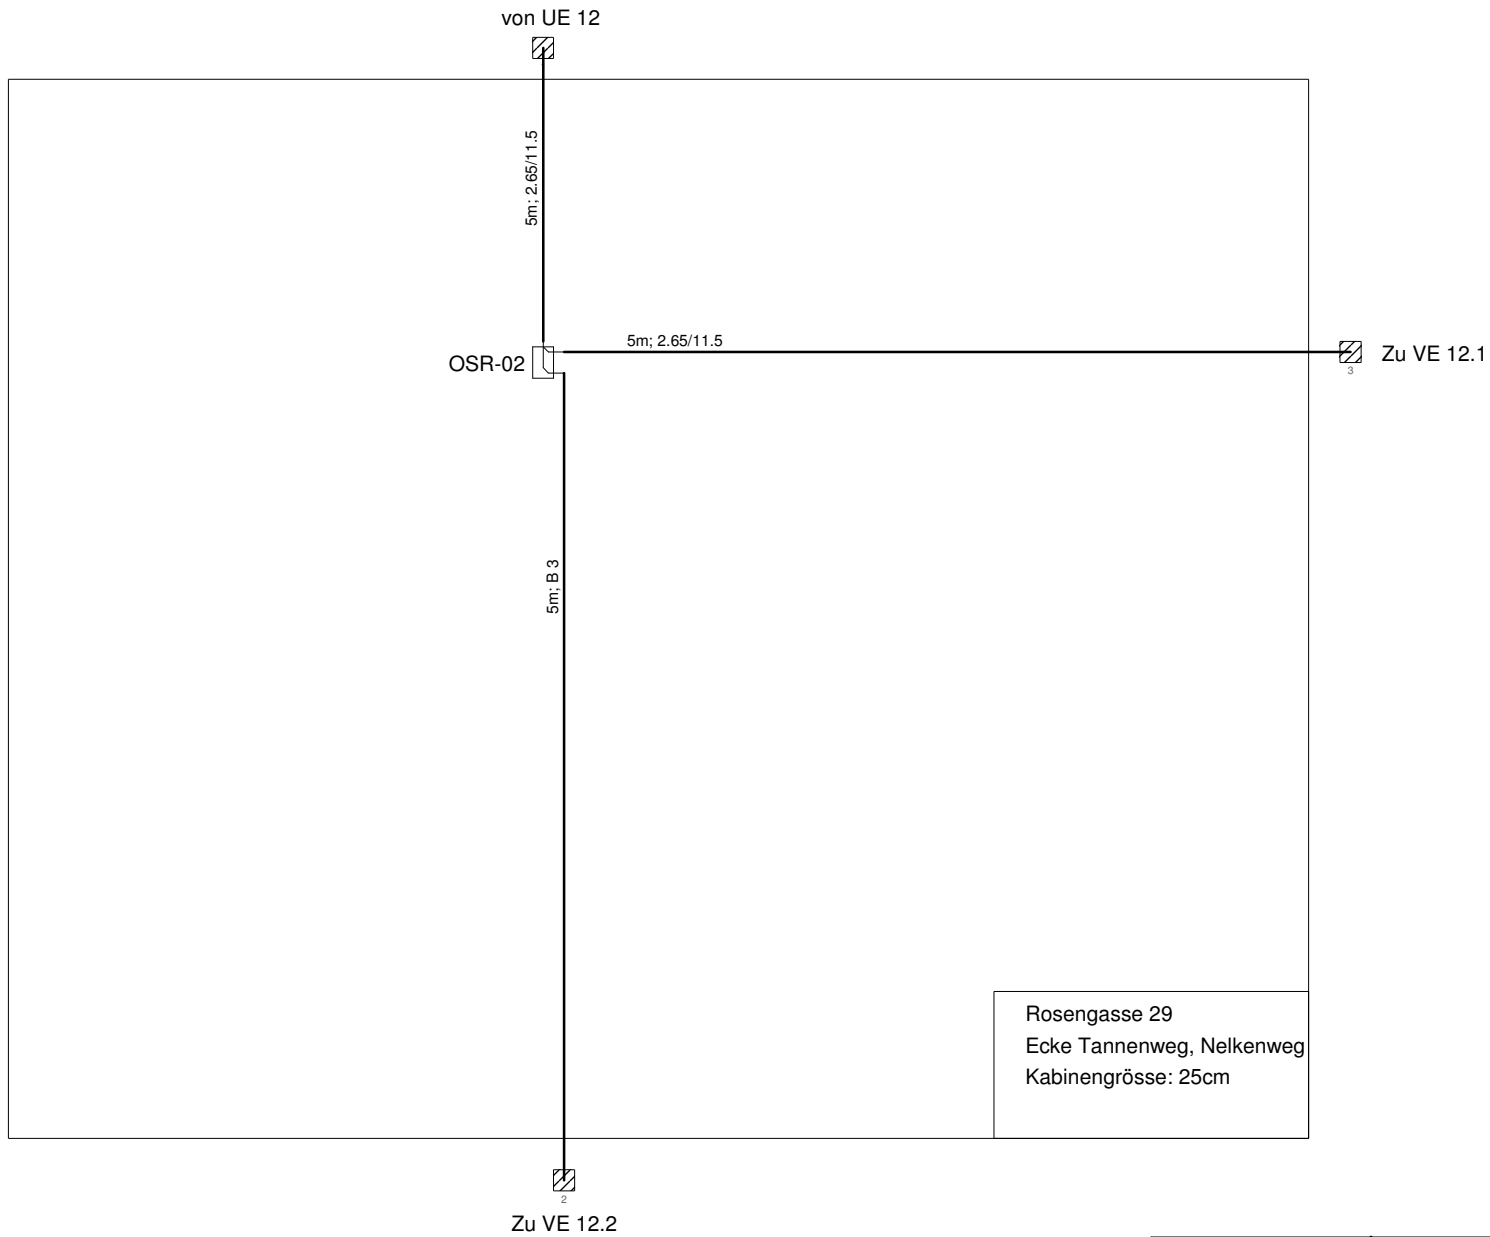 von UE 12
5m; 2.65/11.5
5m; 2.65/11.5
OSR-02
Zu VE 12.1
3
5m; B 3
Rosengasse 29
Ecke Tannenweg, Nelkenweg
Kabinengrösse: 25cm
2
Zu VE 12.2